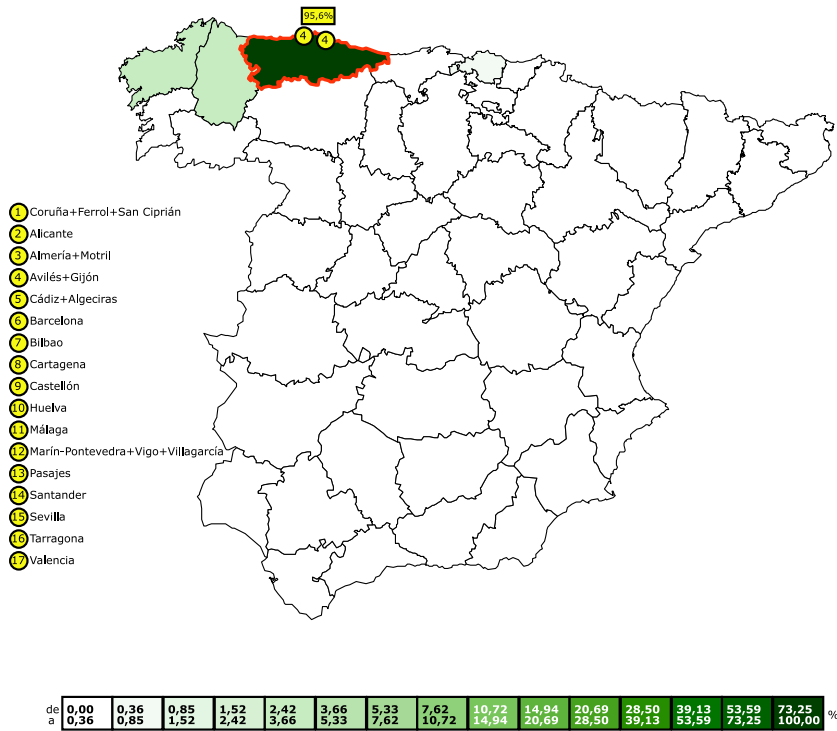 95,6%
4 4
1 Coruña+Ferrol+San Ciprián
2 Alicante
3 Almería+Motril
4 Avilés+Gijón
5 Cádiz+Algeciras
6 Barcelona
7 Bilbao
8 Cartagena
9 Castellón
10 Huelva
11 Málaga
12 Marín-Pontevedra+Vigo+Villagarcía
13 Pasajes
14 Santander
15 Sevilla
16 Tarragona
17 Valencia
de 0,00 0,36 0,85 1,52 2,42 3,66 5,33 7,62 10,72 14,94 20,69 28,50 39,13 53,59 73,25 %
a 0,36 0,85 1,52 2,42 3,66 5,33 7,62 10,72 14,94 20,69 28,50 39,13 53,59 73,25 100,00